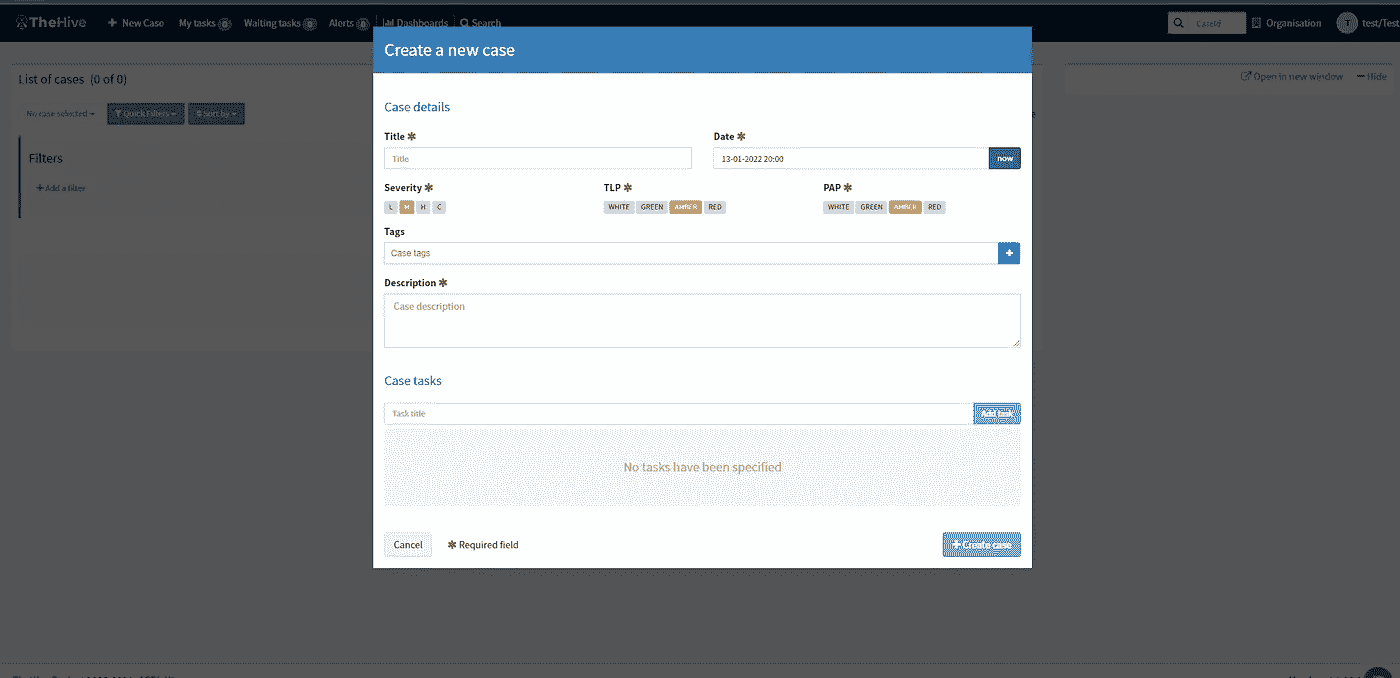 TheHive + New Case My tasks 0 Waiting tasks 0 Alerts 0 Dashboards Search CaseId Organisation T test/Test
Create a new case
List of cases (0 of 0)
Open in new window Hide
No case selected Quick Filters Sort by
Filters
+ Add a filter
Case details
Title * Date *
Title 13-01-2022 20:00 now
Severity * TLP * PAP *
L M H C WHITE GREEN AMBER RED WHITE GREEN AMBER RED
Tags
Case tags +
Description *
Case description
Case tasks
Task title Add task
No tasks have been specified
Cancel * Required field + Create case